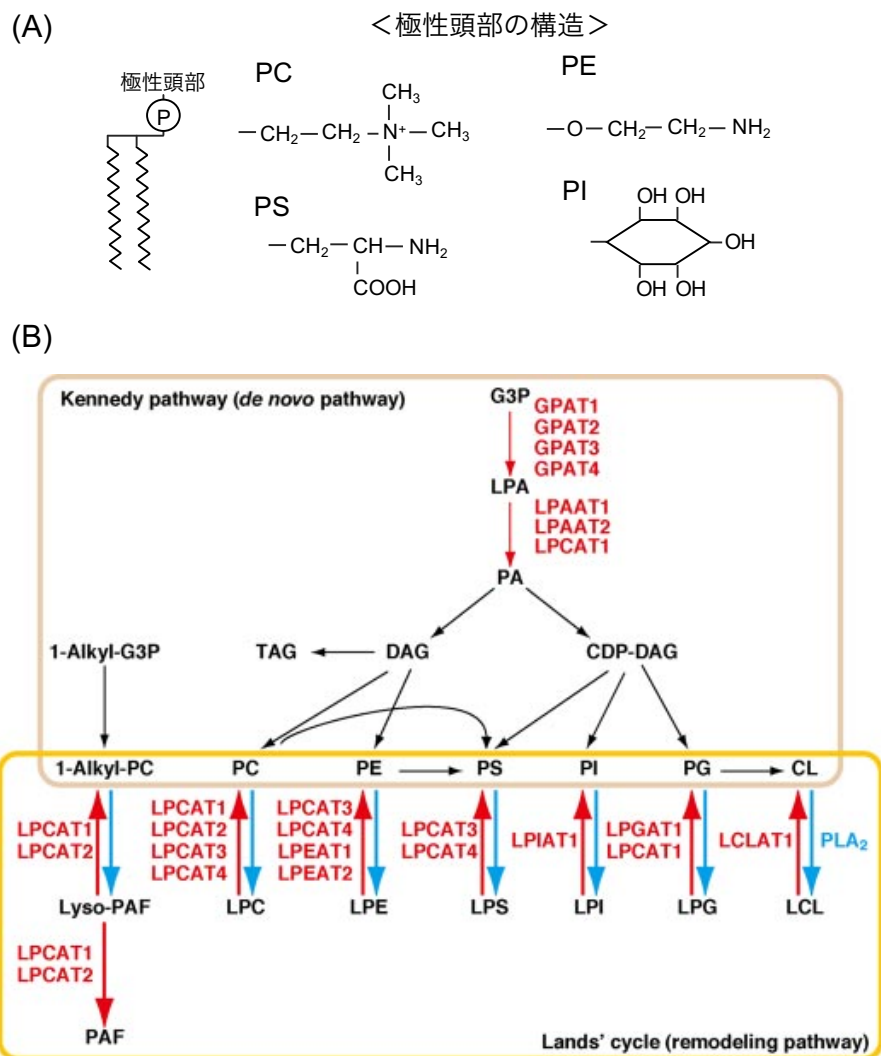 (A)
＜極性頭部の構造＞
極性頭部
P
PC
CH3
—CH2—CH2—N+—CH3
CH3
PE
—O—CH2—CH2—NH2
PS
—CH2—CH—NH2
COOH
PI
OH OH
OH
OH OH
(B)
Kennedy pathway (de novo pathway)
G3P
GPAT1
GPAT2
GPAT3
GPAT4
LPA
LPAAT1
LPAAT2
LPCAT1
PA
1-Alkyl-G3P
TAG
DAG
CDP-DAG
1-Alkyl-PC
PC
PE
PS
PI
PG
CL
LPCAT1
LPCAT2
LPCAT1
LPCAT2
LPCAT3
LPCAT4
LPCAT3
LPCAT4
LPEAT1
LPEAT2
LPCAT3
LPCAT4
LPIAT1
LPGAT1
LPCAT1
LCLAT1
PLA2
Lyso-PAF
LPC
LPE
LPS
LPI
LPG
LCL
LPCAT1
LPCAT2
PAF
Lands' cycle (remodeling pathway)